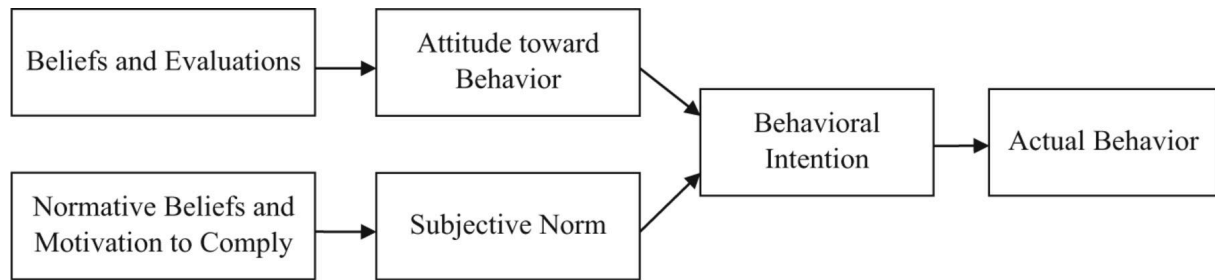 Beliefs and Evaluations
Attitude toward
Behavior
Normative Beliefs and
Motivation to Comply
Subjective Norm
Behavioral
Intention
Actual Behavior